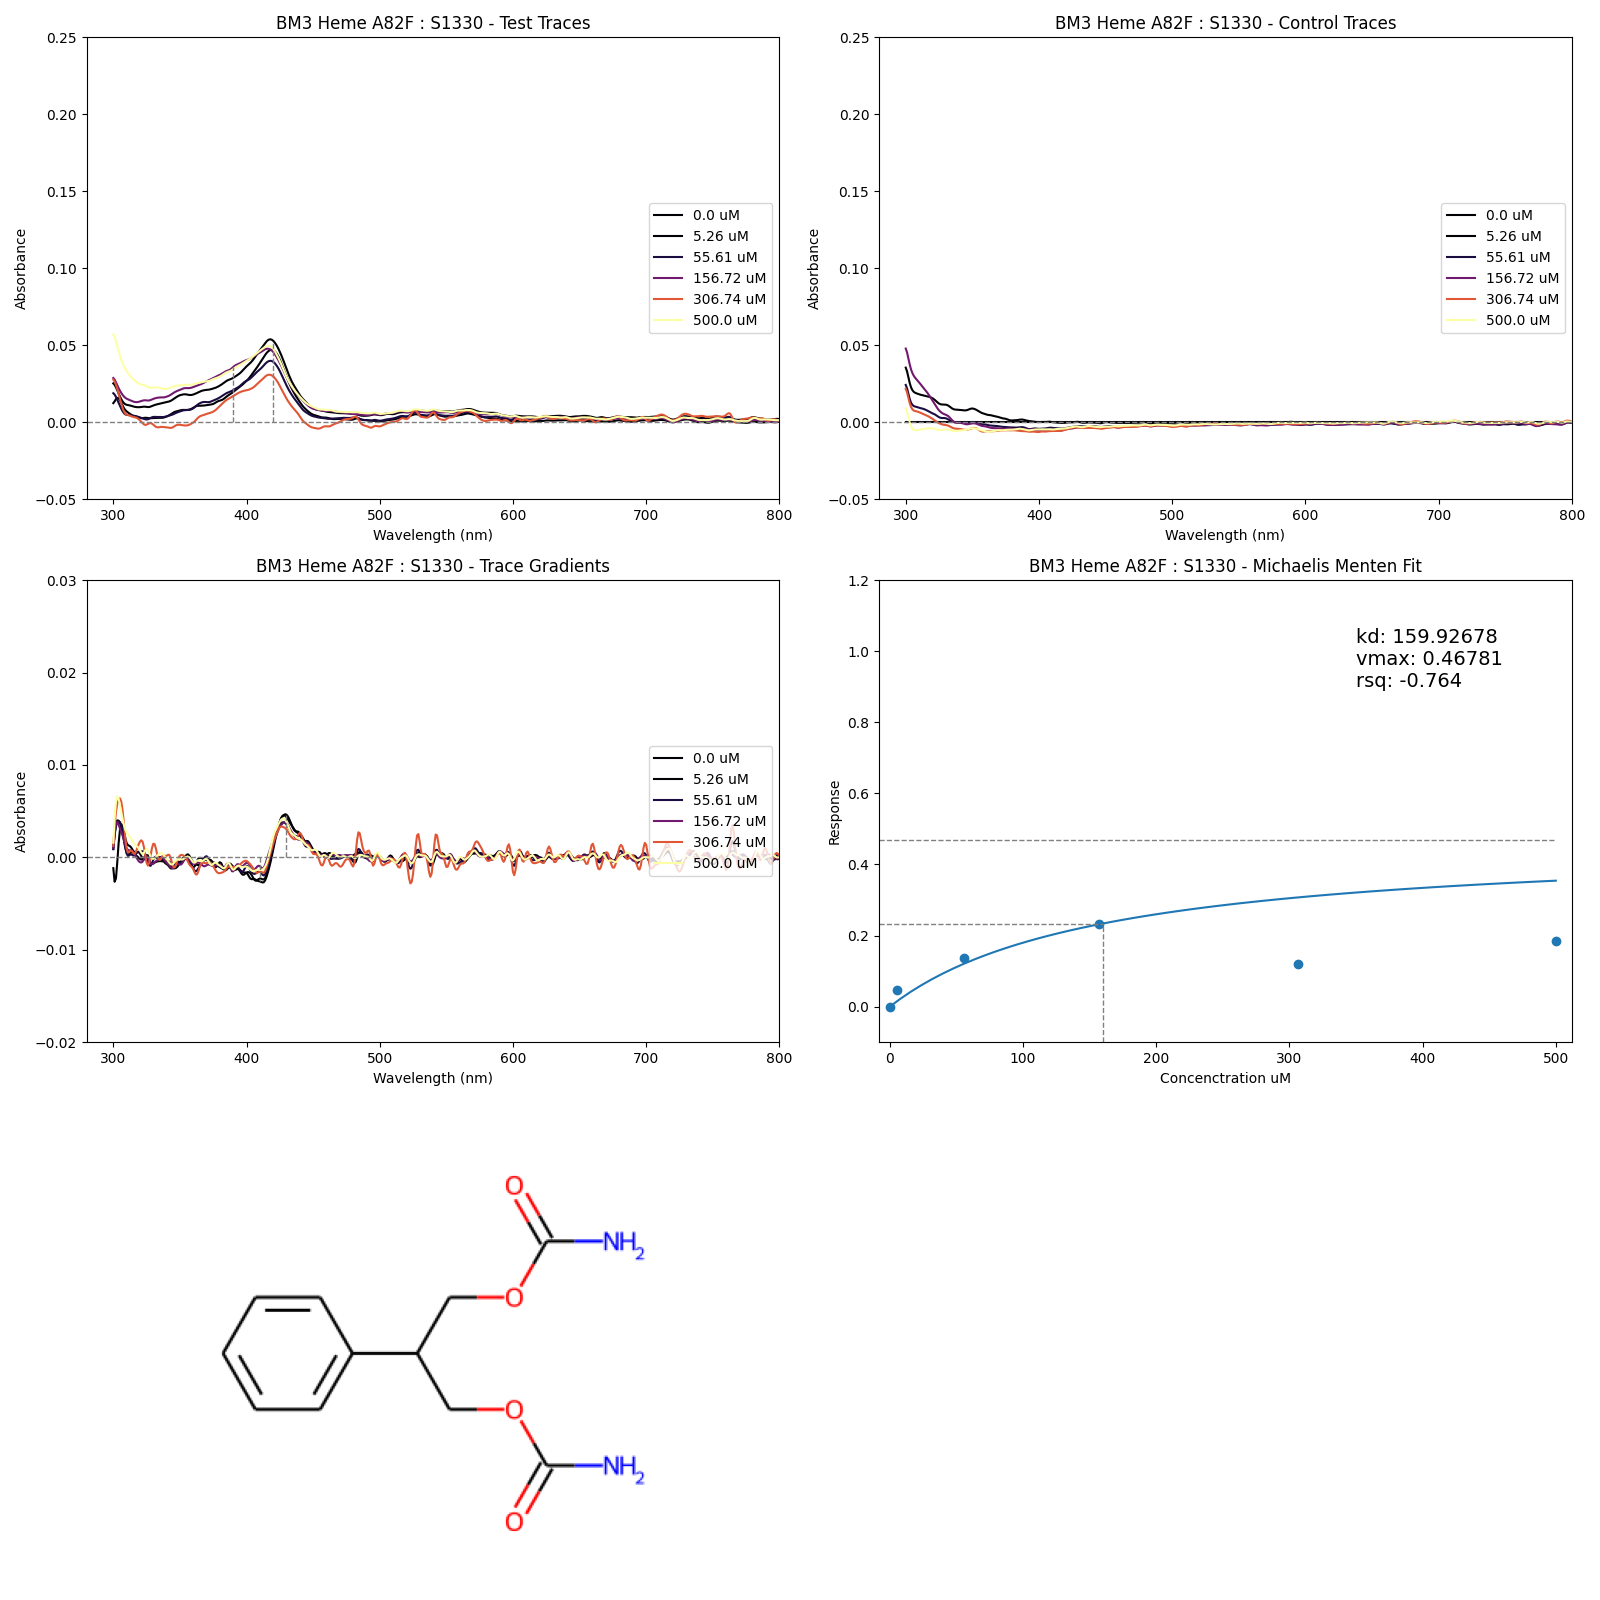 BM3 Heme A82F : S1330 - Test Traces
0.25
0.20
0.15
0.10
0.05
0.00
−0.05
Absorbance
300
400
500
600
700
800
Wavelength (nm)
0.0 uM
5.26 uM
55.61 uM
156.72 uM
306.74 uM
500.0 uM
BM3 Heme A82F : S1330 - Control Traces
0.25
0.20
0.15
0.10
0.05
0.00
−0.05
Absorbance
300
400
500
600
700
800
Wavelength (nm)
0.0 uM
5.26 uM
55.61 uM
156.72 uM
306.74 uM
500.0 uM
BM3 Heme A82F : S1330 - Trace Gradients
0.03
0.02
0.01
0.00
−0.01
−0.02
Absorbance
300
400
500
600
700
800
Wavelength (nm)
0.0 uM
5.26 uM
55.61 uM
156.72 uM
306.74 uM
500.0 uM
BM3 Heme A82F : S1330 - Michaelis Menten Fit
1.2
1.0
0.8
0.6
0.4
0.2
0.0
Response
0
100
200
300
400
500
Concenctration uM
kd: 159.92678
vmax: 0.46781
rsq: -0.764
O
NH2
O
O
NH2
O